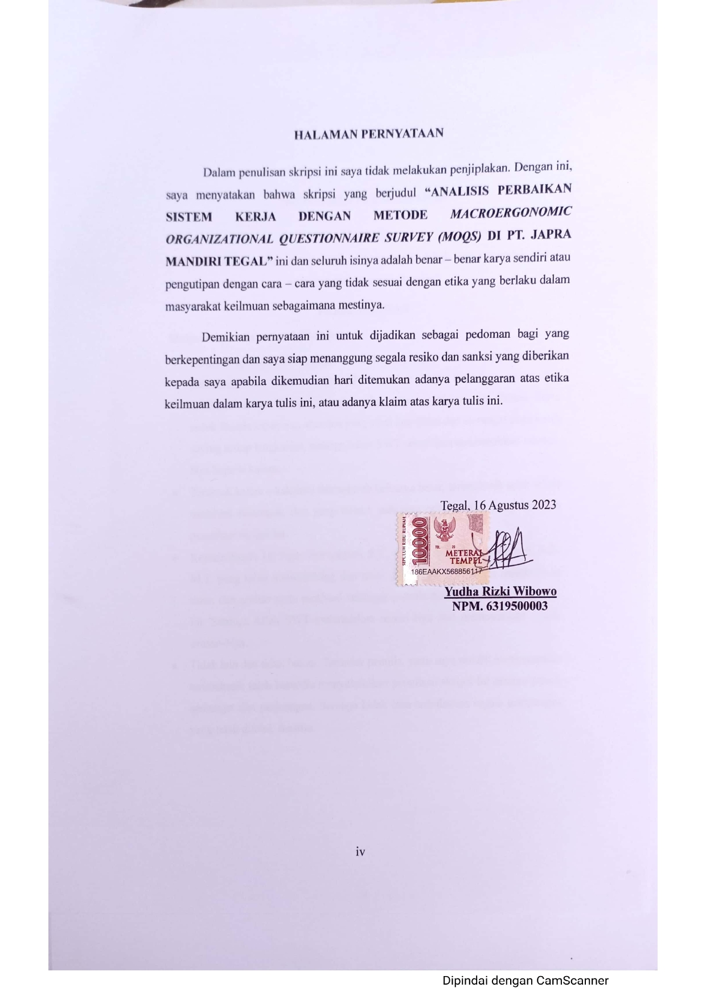 HALAMAN PERNYATAAN
Dalam penulisan skripsi ini saya tidak melakukan penjiplakan. Dengan ini,
saya menyatakan bahwa skripsi yang berjudul “ANALISIS PERBAIKAN
SISTEM KERJA DENGAN METODE MACROERGONOMIC
ORGANIZATIONAL QUESTIONNAIRE SURVEY (MOQS) DI PT. JAPRA
MANDIRI TEGAL” ini dan seluruh isinya adalah benar – benar karya sendiri atau
pengutipan dengan cara – cara yang tidak sesuai dengan etika yang berlaku dalam
masyarakat keilmuan sebagaimana mestinya.
Demikian pernyataan ini untuk dijadikan sebagai pedoman bagi yang
berkepentingan dan saya siap menanggung segala resiko dan sanksi yang diberikan
kepada saya apabila dikemudian hari ditemukan adanya pelanggaran atas etika
keilmuan dalam karya tulis ini, atau adanya klaim atas karya tulis ini.
Tegal, 16 Agustus 2023
SEPULUH RIBU RUPIAH
10000
TGL. 20
METERAI
TEMPEL
186EAAKX568856117
Yudha Rizki Wibowo
NPM. 6319500003
iv
Dipindai dengan CamScanner